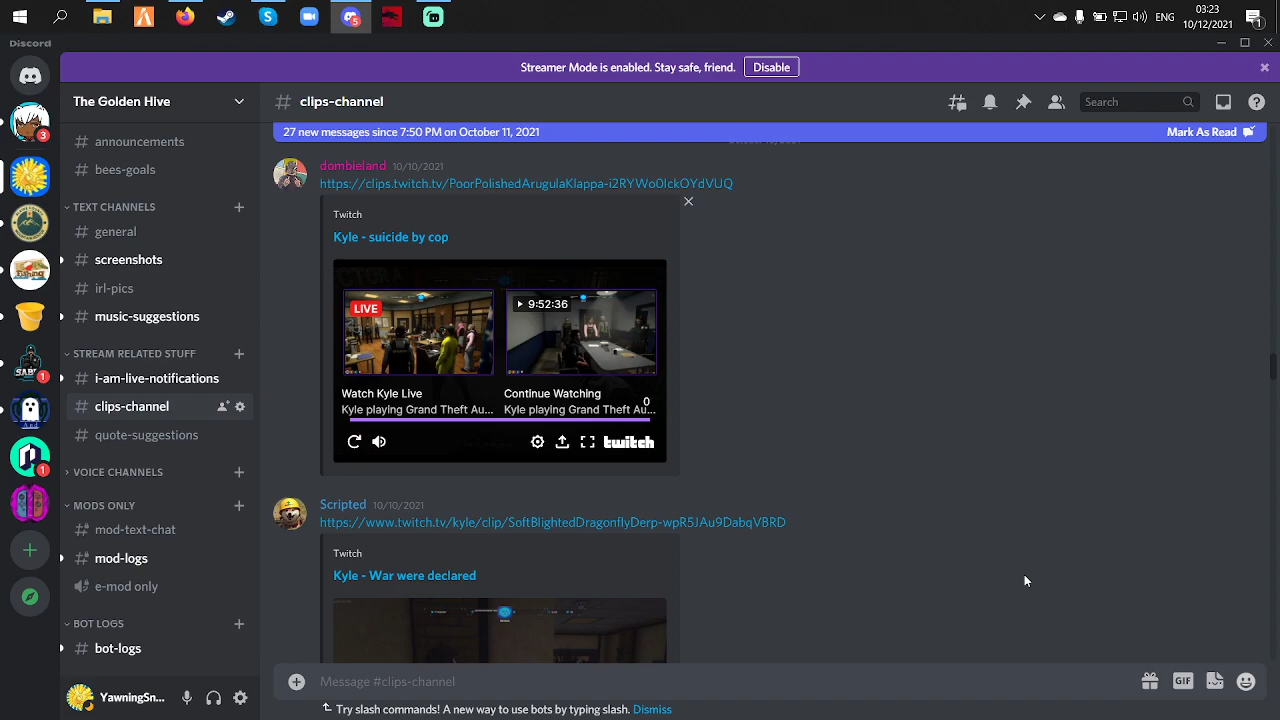 03:23
ENG
10/12/2021
1
5
Discord
Streamer Mode is enabled. Stay safe, friend.
Disable
The Golden Hive
clips-channel
Search
27 new messages since 7:50 PM on October 11, 2021
Mark As Read
3
1
1
announcements
bees-goals
TEXT CHANNELS
general
screenshots
irl-pics
music-suggestions
STREAM RELATED STUFF
i-am-live-notifications
clips-channel
quote-suggestions
VOICE CHANNELS
MODS ONLY
mod-text-chat
mod-logs
e-mod only
BOT LOGS
bot-logs
YawningSn...
dombieland 10/10/2021
https://clips.twitch.tv/PoorPolishedArugulaKlappa-i2RYWo0IckOYdVUQ
Twitch
Kyle - suicide by cop
LIVE
9:52:36
Watch Kyle Live
Kyle playing Grand Theft Au...
Continue Watching
Kyle playing Grand Theft Au...
0
twitch
Scripted 10/10/2021
https://www.twitch.tv/kyle/clip/SoftBlightedDragonflyDerp-wpR5JAu9DabqVBRD
Twitch
Kyle - War were declared
Message #clips-channel
GIF
Try slash commands! A new way to use bots by typing slash. Dismiss